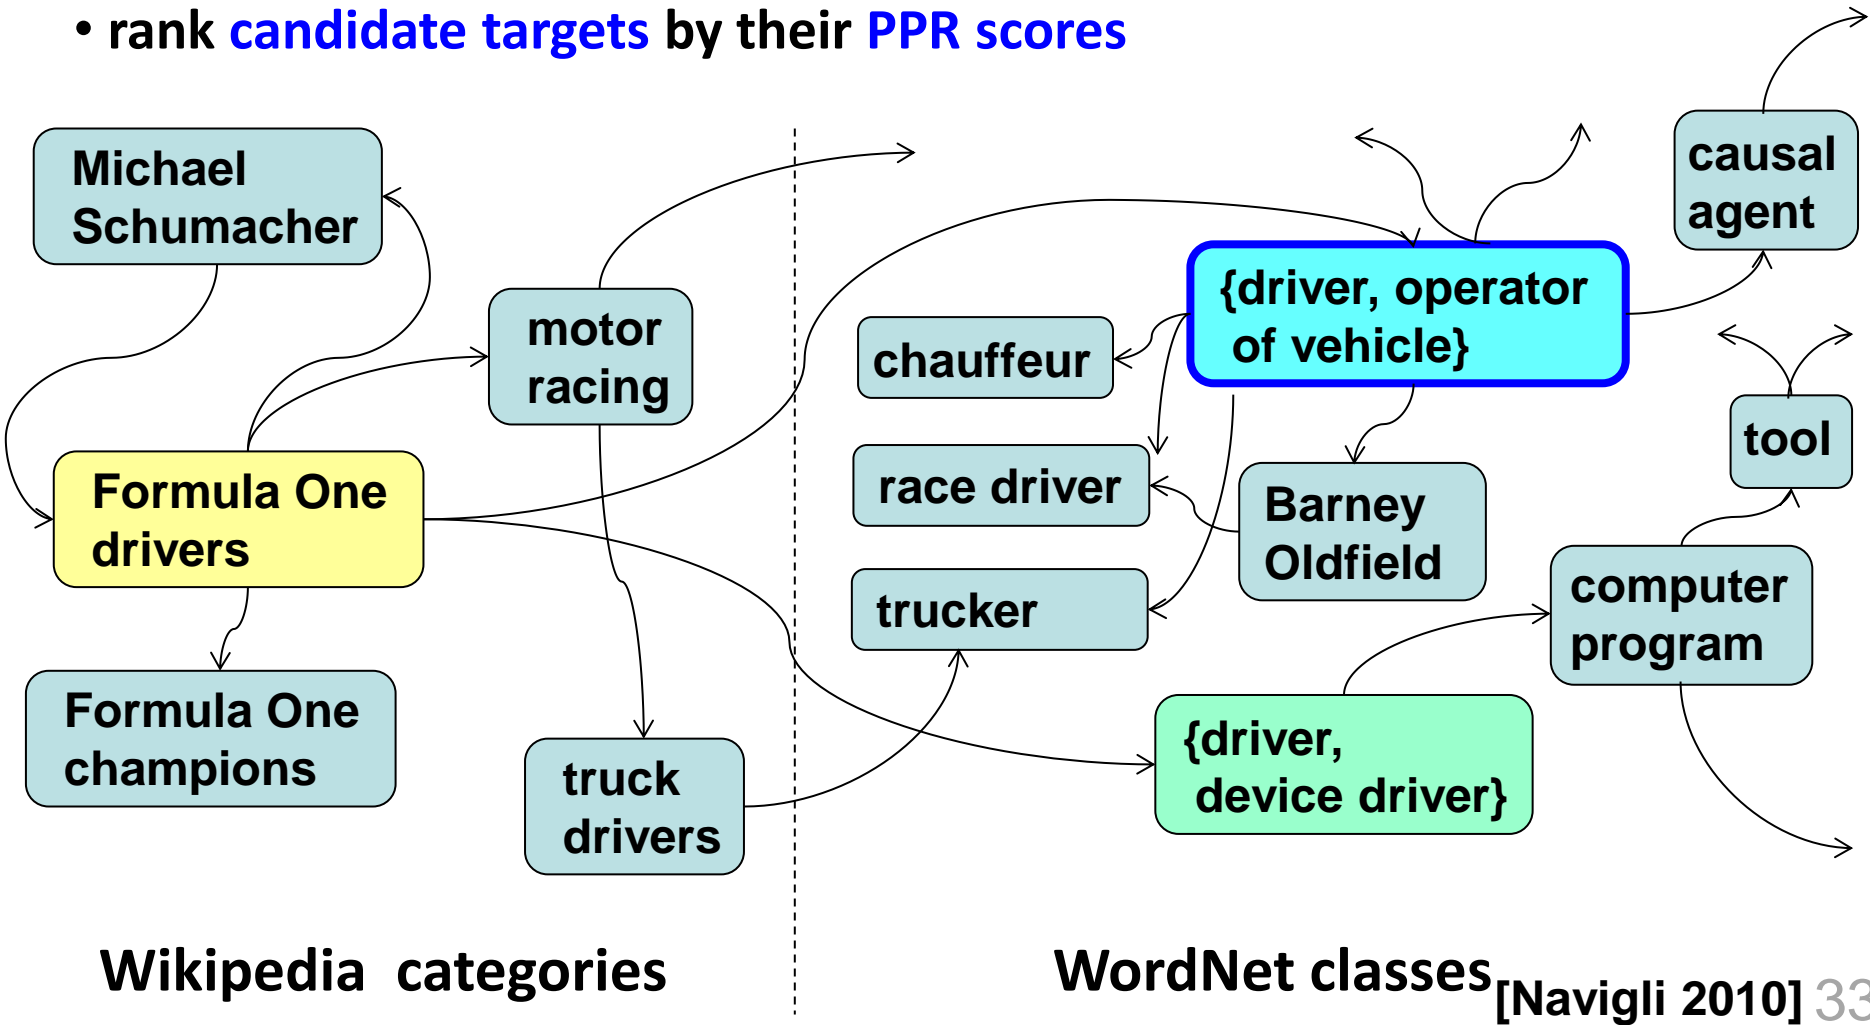 • rank candidate targets by their PPR scores
Michael
Schumacher
motor
racing
Formula One
drivers
Formula One
champions
truck
drivers
causal
agent
{driver, operator
of vehicle}
chauffeur
tool
race driver
Barney
Oldfield
trucker
computer
program
{driver,
device driver}
Wikipedia categories
WordNet classes
[Navigli 2010] 33